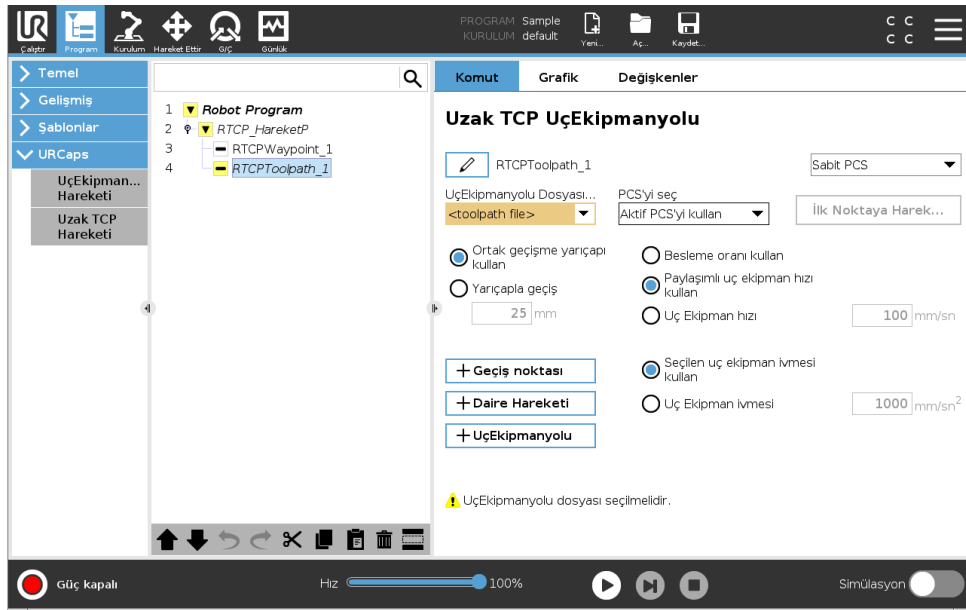 UR
PROGRAM Sample
KURULUM default
C C
C C
Çalıştır Program Kurulum Hareket Ettir G/Ç Günlük Yeni... Aç... Kaydet...
Temel
Gelişmiş
Şablonlar
URCaps
UçEkipman...
Hareketi
Uzak TCP
Hareketi
1 Robot Program
2 RTCP_HareketP
3 RTCPWaypoint_1
4 RTCPToolpath_1
Komut Grafik Değişkenler
Uzak TCP UçEkipmanyolu
RTCPToolpath_1 Sabit PCS
UçEkipmanyolu Dosyası... PCS'yi seç
<toolpath file> Aktif PCS'yi kullan İlk Noktaya Harek...
Ortak geçişme yarıçapı
kullan
Yarıçapla geçiş
25 mm
Besleme oranı kullan
Paylaşımlı uç ekipman hızı
kullan
Uç Ekipman hızı 100 mm/sn
Geçiş noktası
Daire Hareketi
UçEkipmanyolu
Seçilen uç ekipman ivmesi
kullan
Uç Ekipman ivmesi 1000 mm/sn²
UçEkipmanyolu dosyası seçilmelidir.
Güç kapalı Hız 100% Simülasyon